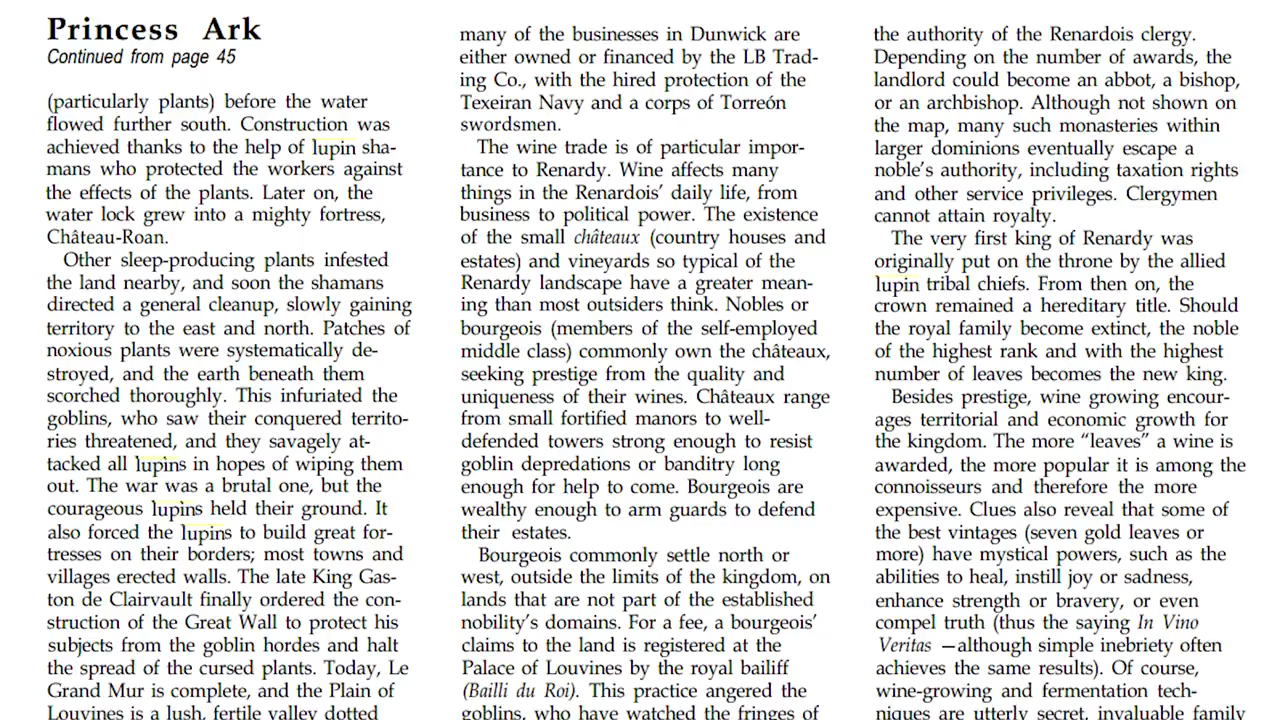 Princess Ark
Continued from page 45
(particularly plants) before the water
flowed further south. Construction was
achieved thanks to the help of lupin sha-
mans who protected the workers against
the effects of the plants. Later on, the
water lock grew into a mighty fortress,
Château-Roan.
Other sleep-producing plants infested
the land nearby, and soon the shamans
directed a general cleanup, slowly gaining
territory to the east and north. Patches of
noxious plants were systematically de-
stroyed, and the earth beneath them
scorched thoroughly. This infuriated the
goblins, who saw their conquered territo-
ries threatened, and they savagely at-
tacked all lupins in hopes of wiping them
out. The war was a brutal one, but the
courageous lupins held their ground. It
also forced the lupins to build great for-
tresses on their borders; most towns and
villages erected walls. The late King Gas-
ton de Clairvault finally ordered the con-
struction of the Great Wall to protect his
subjects from the goblin hordes and halt
the spread of the cursed plants. Today, Le
Grand Mur is complete, and the Plain of
Louvines is a lush, fertile valley dotted
many of the businesses in Dunwick are
either owned or financed by the LB Trad-
ing Co., with the hired protection of the
Texeiran Navy and a corps of Torreón
swordsmen.
The wine trade is of particular impor-
tance to Renardy. Wine affects many
things in the Renardois' daily life, from
business to political power. The existence
of the small châteaux (country houses and
estates) and vineyards so typical of the
Renardy landscape have a greater mean-
ing than most outsiders think. Nobles or
bourgeois (members of the self-employed
middle class) commonly own the châteaux,
seeking prestige from the quality and
uniqueness of their wines. Châteaux range
from small fortified manors to well-
defended towers strong enough to resist
goblin depredations or banditry long
enough for help to come. Bourgeois are
wealthy enough to arm guards to defend
their estates.
Bourgeois commonly settle north or
west, outside the limits of the kingdom, on
lands that are not part of the established
nobility's domains. For a fee, a bourgeois'
claims to the land is registered at the
Palace of Louvines by the royal bailiff
(Bailli du Roi). This practice angered the
goblins, who have watched the fringes of
the authority of the Renardois clergy.
Depending on the number of awards, the
landlord could become an abbot, a bishop,
or an archbishop. Although not shown on
the map, many such monasteries within
larger dominions eventually escape a
noble's authority, including taxation rights
and other service privileges. Clergymen
cannot attain royalty.
The very first king of Renardy was
originally put on the throne by the allied
lupin tribal chiefs. From then on, the
crown remained a hereditary title. Should
the royal family become extinct, the noble
of the highest rank and with the highest
number of leaves becomes the new king.
Besides prestige, wine growing encour-
ages territorial and economic growth for
the kingdom. The more “leaves” a wine is
awarded, the more popular it is among the
connoisseurs and therefore the more
expensive. Clues also reveal that some of
the best vintages (seven gold leaves or
more) have mystical powers, such as the
abilities to heal, instill joy or sadness,
enhance strength or bravery, or even
compel truth (thus the saying In Vino
Veritas —although simple inebriety often
achieves the same results). Of course,
wine-growing and fermentation tech-
niques are utterly secret, invaluable family